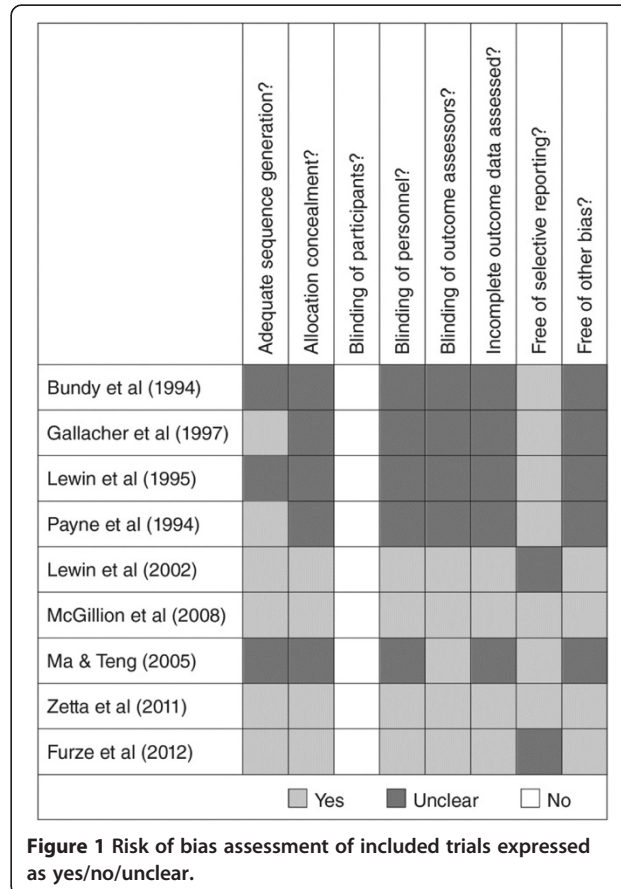 Adequate sequence generation?
Allocation concealment?
Blinding of participants?
Blinding of personnel?
Blinding of outcome assessors?
Incomplete outcome data assessed?
Free of selective reporting?
Free of other bias?
Bundy et al (1994)
Gallacher et al (1997)
Lewin et al (1995)
Payne et al (1994)
Lewin et al (2002)
McGillion et al (2008)
Ma & Teng (2005)
Zetta et al (2011)
Furze et al (2012)
Yes Unclear No
Figure 1 Risk of bias assessment of included trials expressed
as yes/no/unclear.